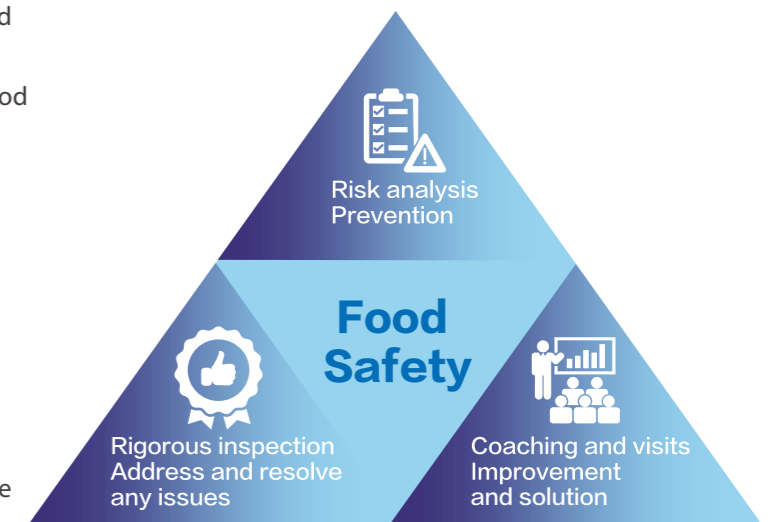 Risk analysis
Prevention
Food
Safety
Rigorous inspection
Address and resolve
any issues
Coaching and visits
Improvement
and solution